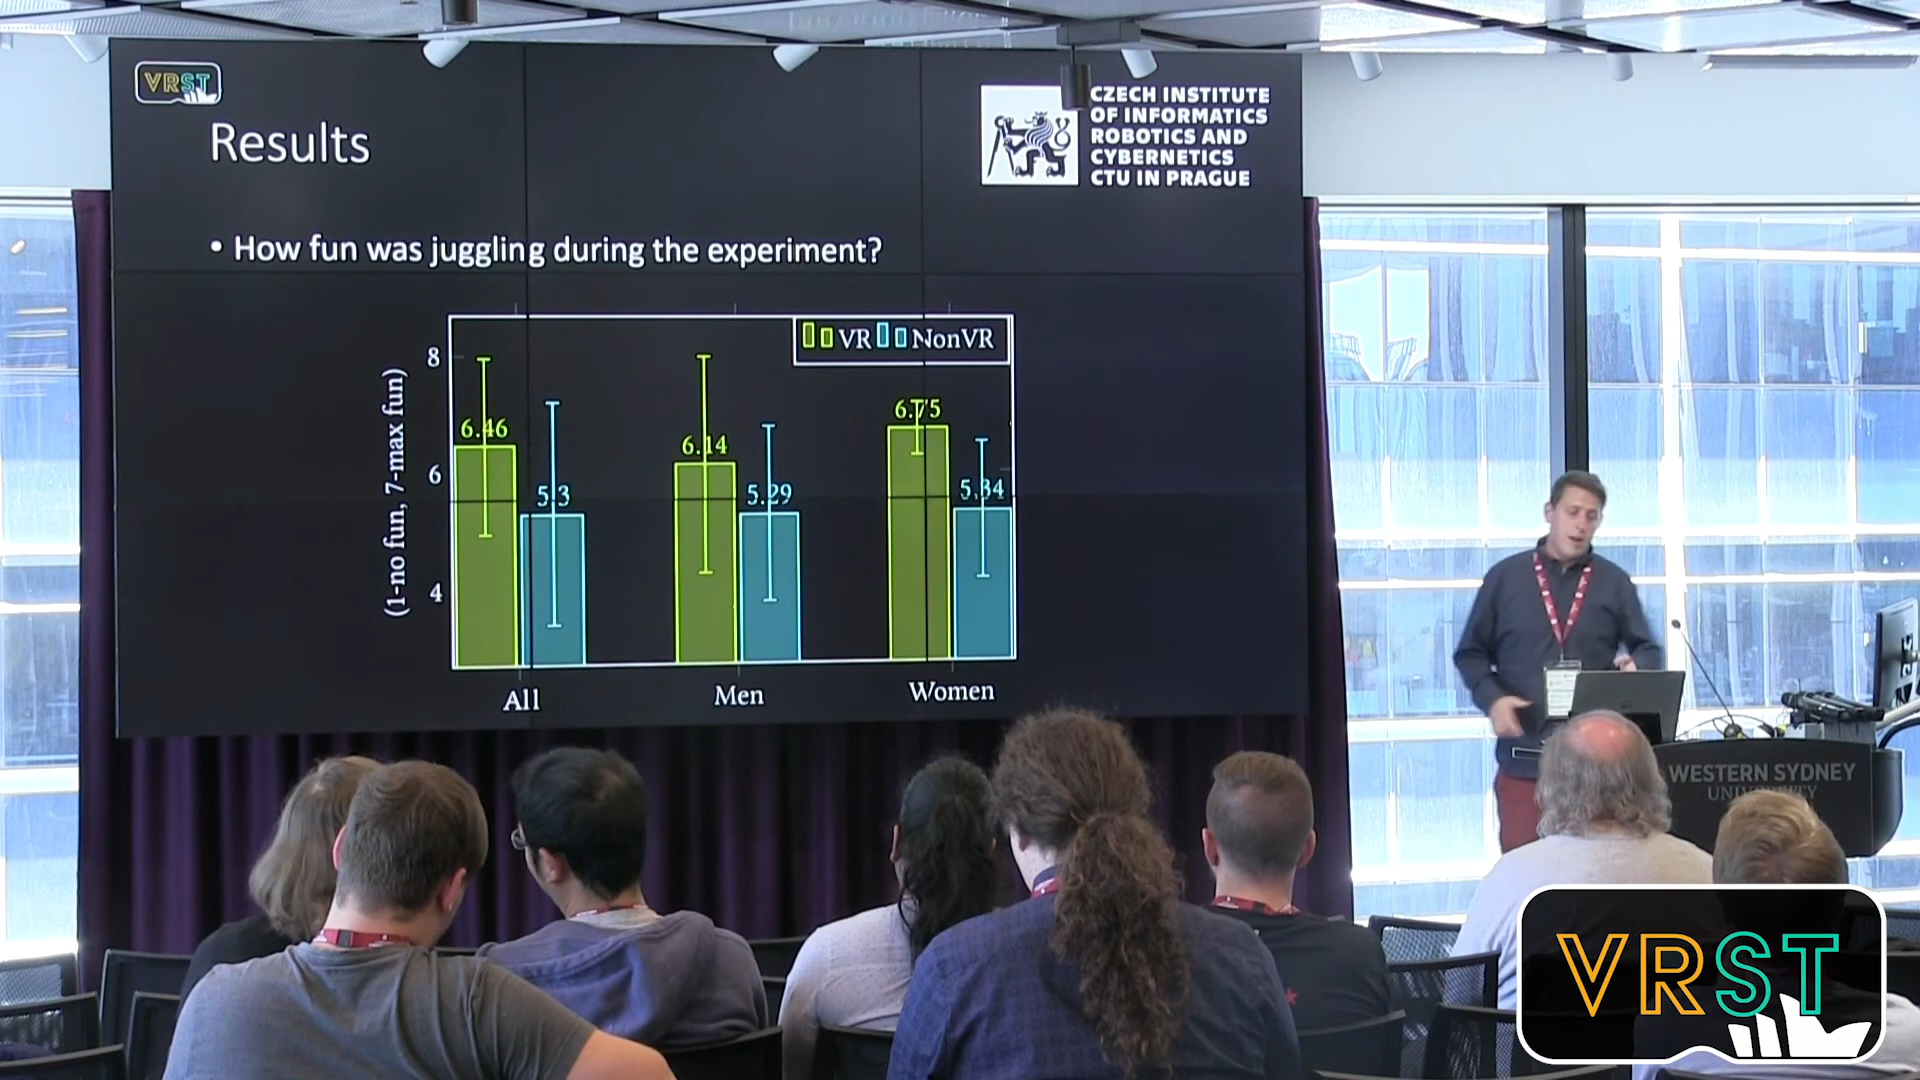 VRST
CZECH INSTITUTE
OF INFORMATICS
ROBOTICS AND
CYBERNETICS
CTU IN PRAGUE
Results
• How fun was juggling during the experiment?
(1-no fun, 7-max fun)
8
6
4
VR NonVR
6.46
5.3
6.14
5.29
6.75
5.34
All
Men
Women
WESTERN SYDNEY
UNIVERSITY
VRST